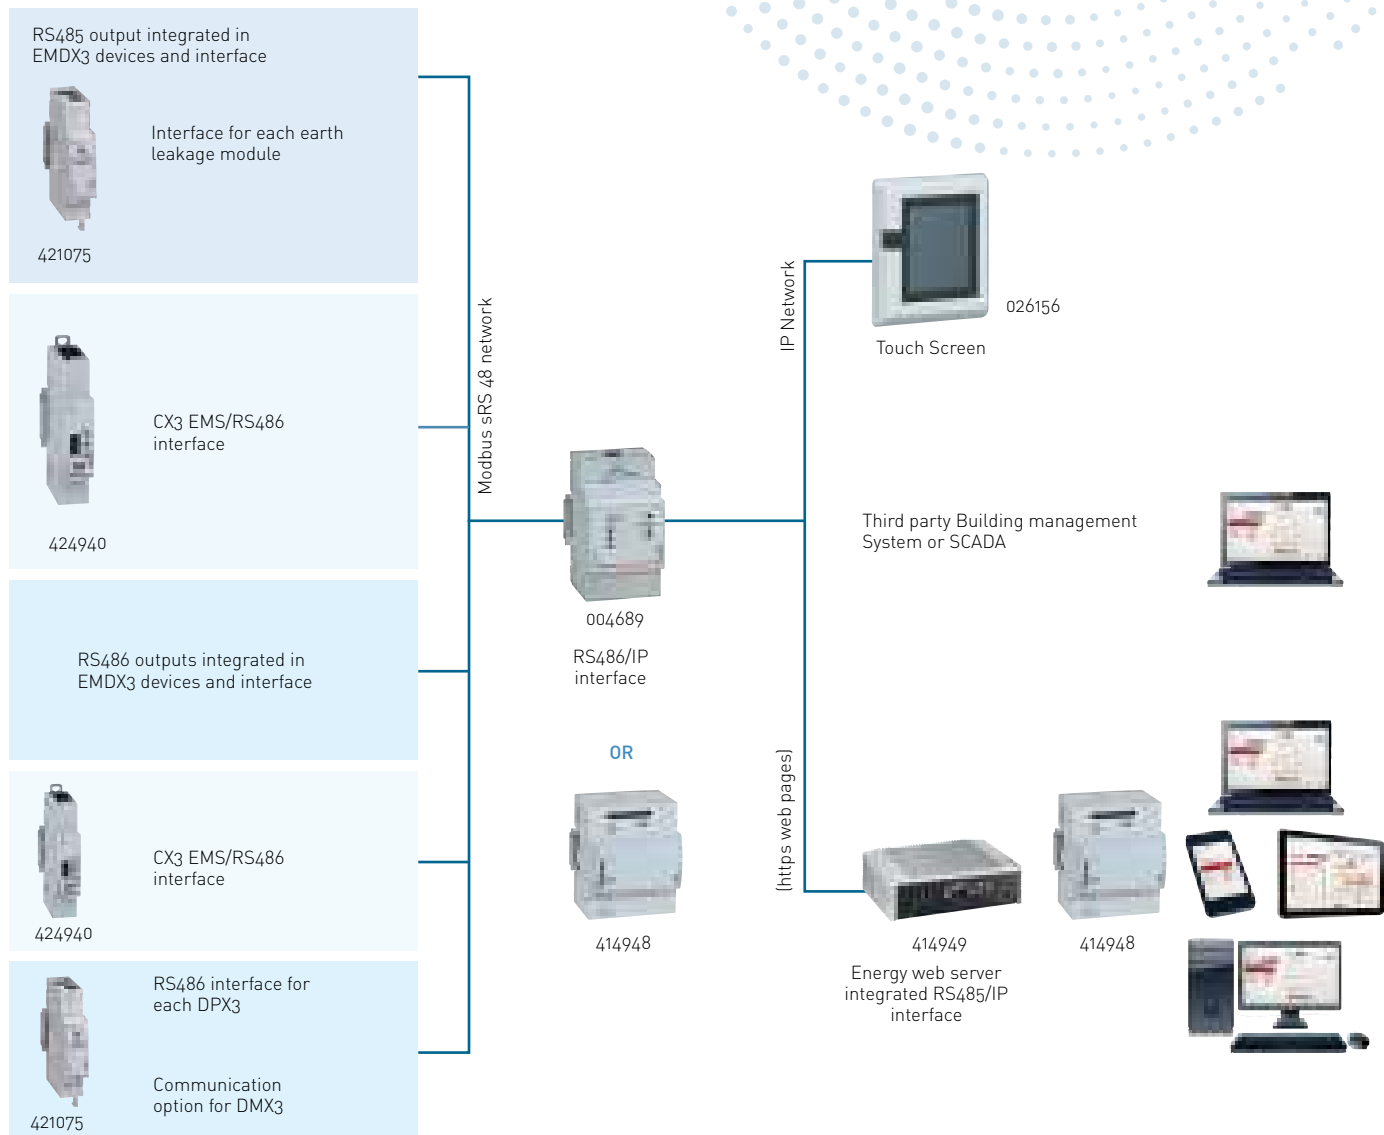 RS485 output integrated in
EMDX3 devices and interface
Interface for each earth
leakage module
421075
CX3 EMS/RS486
interface
424940
RS486 outputs integrated in
EMDX3 devices and interface
CX3 EMS/RS486
interface
424940
RS486 interface for
each DPX3
Communication
option for DMX3
421075
Modbus sRS 48 network
004689
RS486/IP
interface
OR
414948
IP Network
026156
Touch Screen
Third party Building management
System or SCADA
(https web pages)
414949
Energy web server
integrated RS485/IP
interface
414948